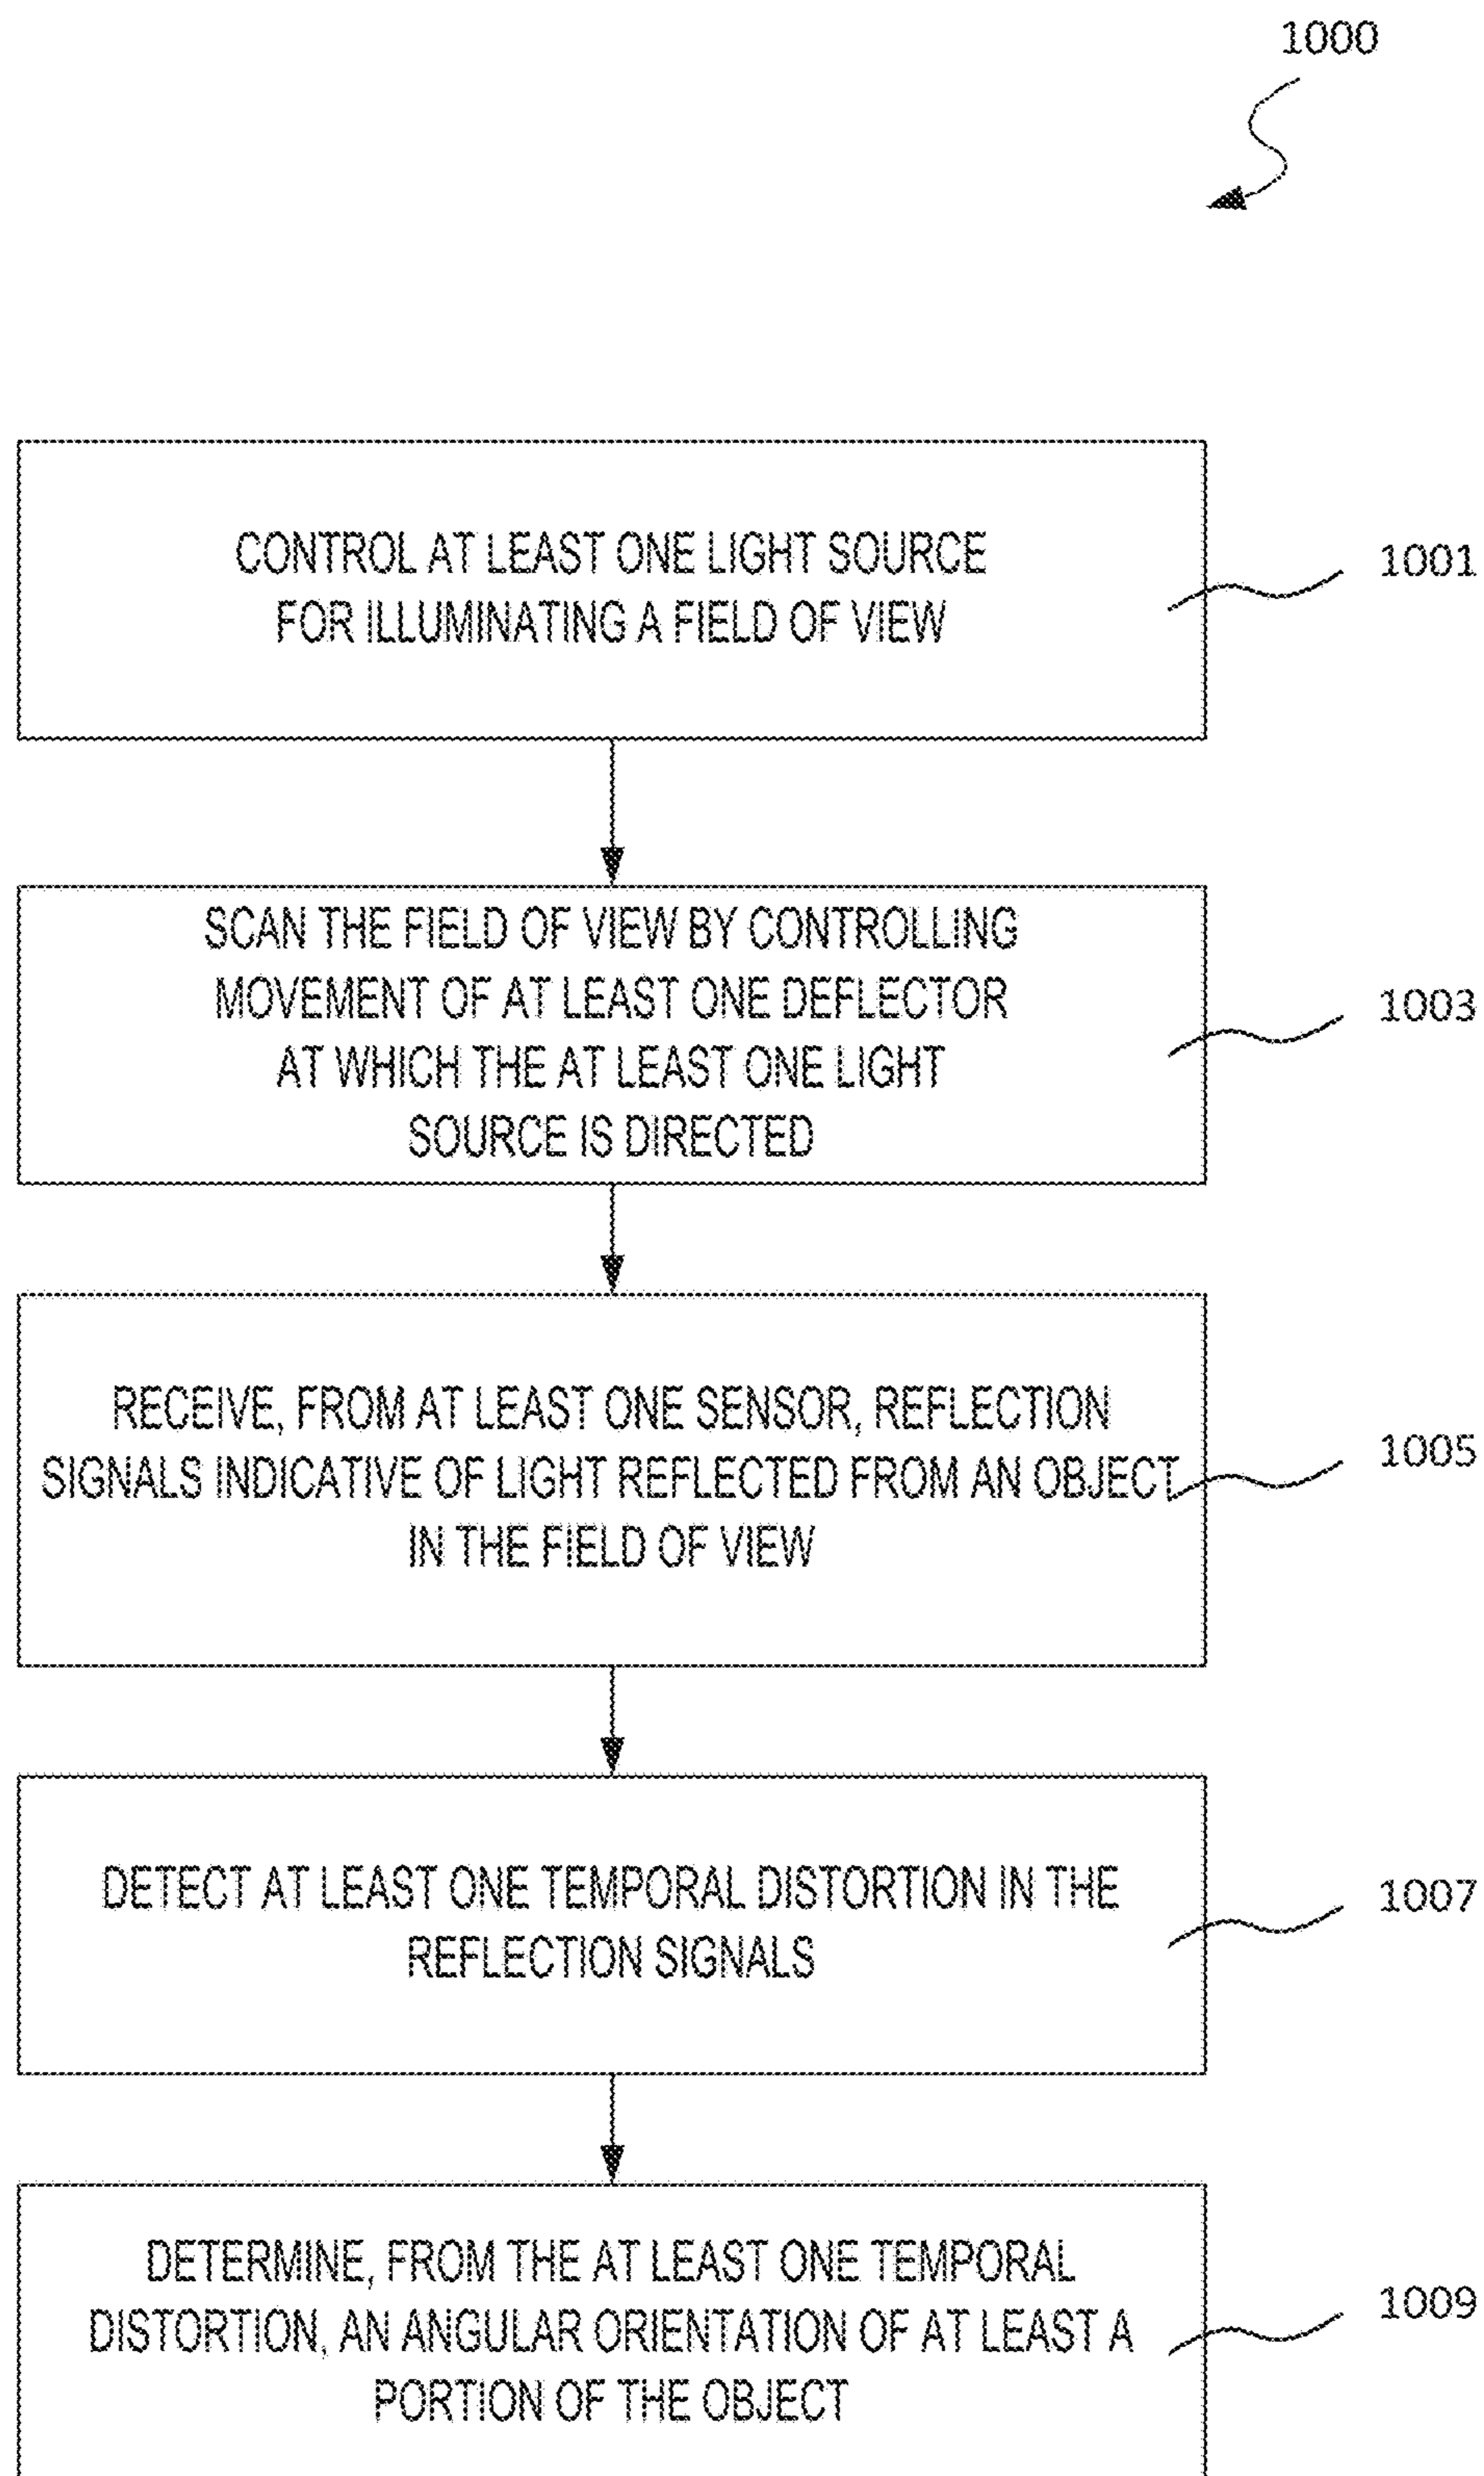 1000
CONTROL AT LEAST ONE LIGHT SOURCE
FOR ILLUMINATING A FIELD OF VIEW
1001
SCAN THE FIELD OF VIEW BY CONTROLLING
MOVEMENT OF AT LEAST ONE DEFLECTOR
AT WHICH THE AT LEAST ONE LIGHT
SOURCE IS DIRECTED
1003
RECEIVE, FROM AT LEAST ONE SENSOR, REFLECTION
SIGNALS INDICATIVE OF LIGHT REFLECTED FROM AN OBJECT
IN THE FIELD OF VIEW
1005
DETECT AT LEAST ONE TEMPORAL DISTORTION IN THE
REFLECTION SIGNALS
1007
DETERMINE, FROM THE AT LEAST ONE TEMPORAL
DISTORTION, AN ANGULAR ORIENTATION OF AT LEAST A
PORTION OF THE OBJECT
1009